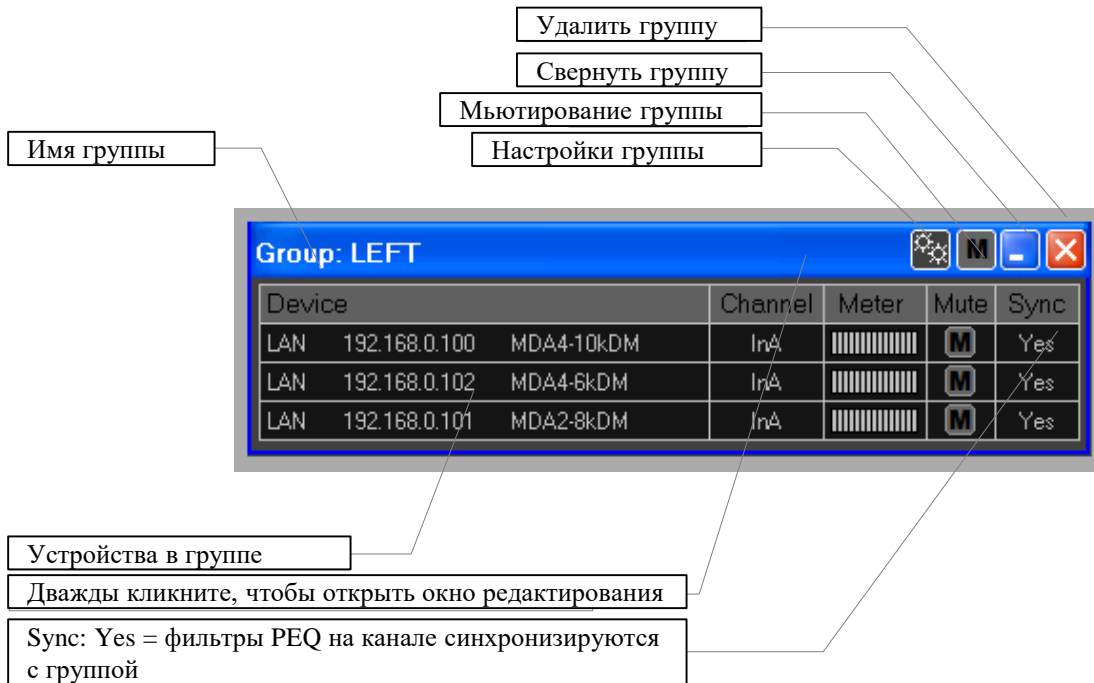 Удалить группу
Свернуть группу
Мьютирование группы
Имя группы
Настройки группы
Group: LEFT
M
Device Channel Meter Mute Sync
LAN 192.168.0.100 MDA4-10kDM InA M Yes
LAN 192.168.0.102 MDA4-6kDM InA M Yes
LAN 192.168.0.101 MDA2-8kDM InA M Yes
Устройства в группе
Дважды кликните, чтобы открыть окно редактирования
Sync: Yes = фильтры PEQ на канале синхронизируются
с группой